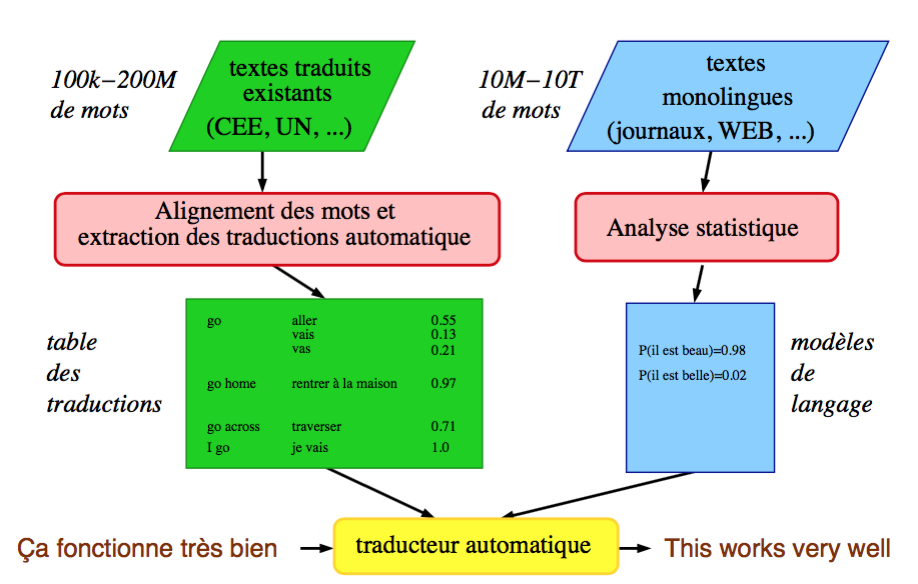 100k–200M
de mots
textes traduits
existants
(CEE, UN, ...)
10M–10T
de mots
textes
monolingues
(journaux, WEB, ...)
Alignement des mots et
extraction des traductions automatique
Analyse statistique
table
des
traductions
go aller 0.55
vais 0.13
vas 0.21
go home rentrer à la maison 0.97
go across traverser 0.71
I go je vais 1.0
P(il est beau)=0.98
P(il est belle)=0.02
modèles
de
langage
Ça fonctionne très bien
traducteur automatique
This works very well